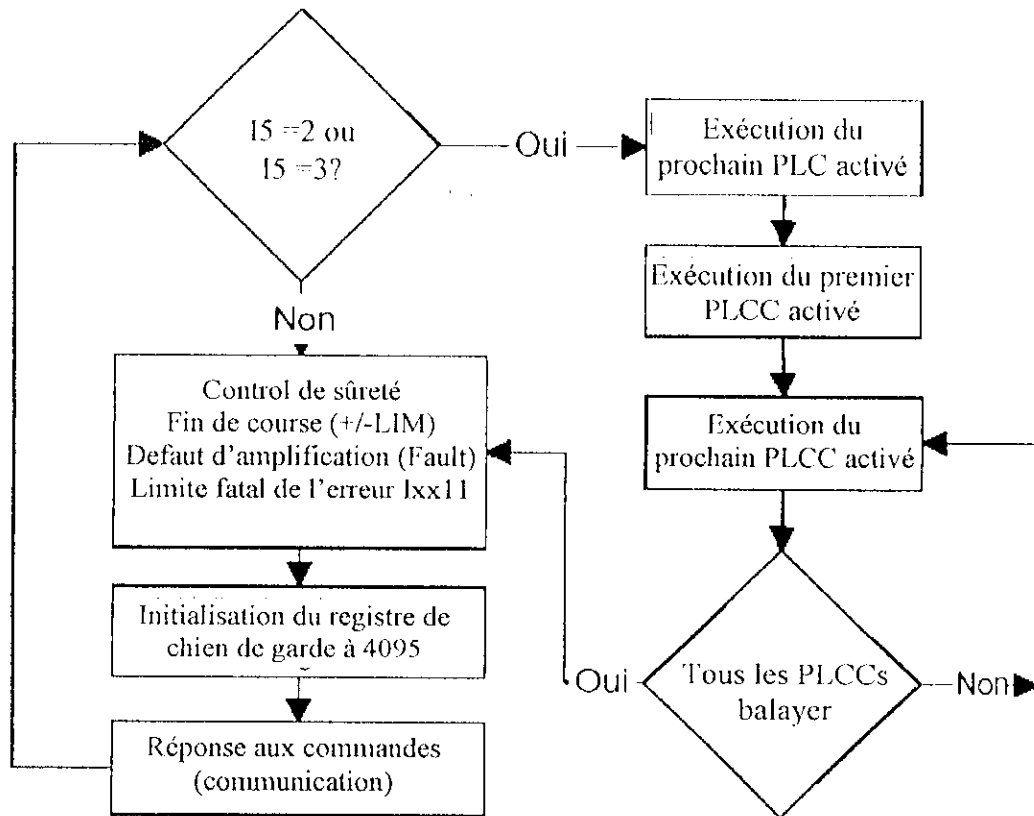 I5 =2 ou
I5 =3?
Oui
Exécution du
prochain PLC activé
Exécution du premier
PLCC activé
Exécution du
prochain PLCC activé
Non
Control de sûreté
Fin de course (+/-LIM)
Defaut d'amplification (Fault)
Limite fatal de l'erreur Ixx11
Initialisation du registre de
chien de garde à 4095
Réponse aux commandes
(communication)
Oui
Tous les PLCCs
balayer
Non